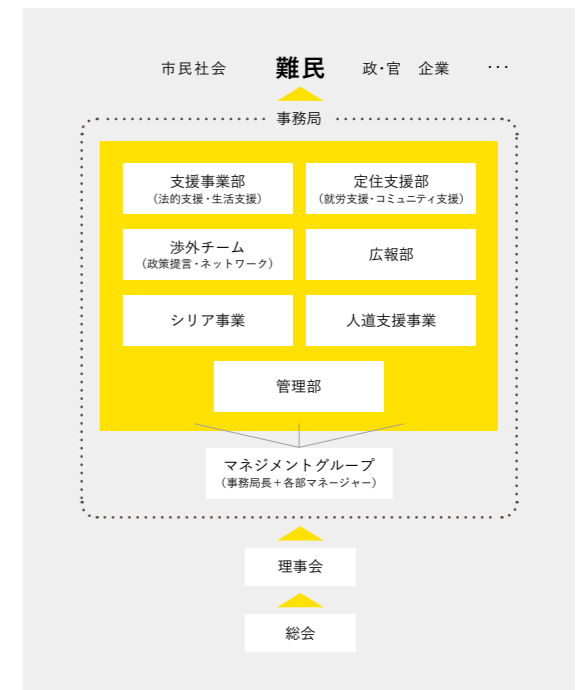 市民社会 難民 政・官 企業 ・・・
事務局
支援事業部 定住支援部
（法的支援・生活支援） （就労支援・コミュニティ支援）
渉外チーム 広報部
（政策提言・ネットワーク）
シリア事業 人道支援事業
管理部
マネジメントグループ
（事務局長＋各部マネージャー）
理事会
総会